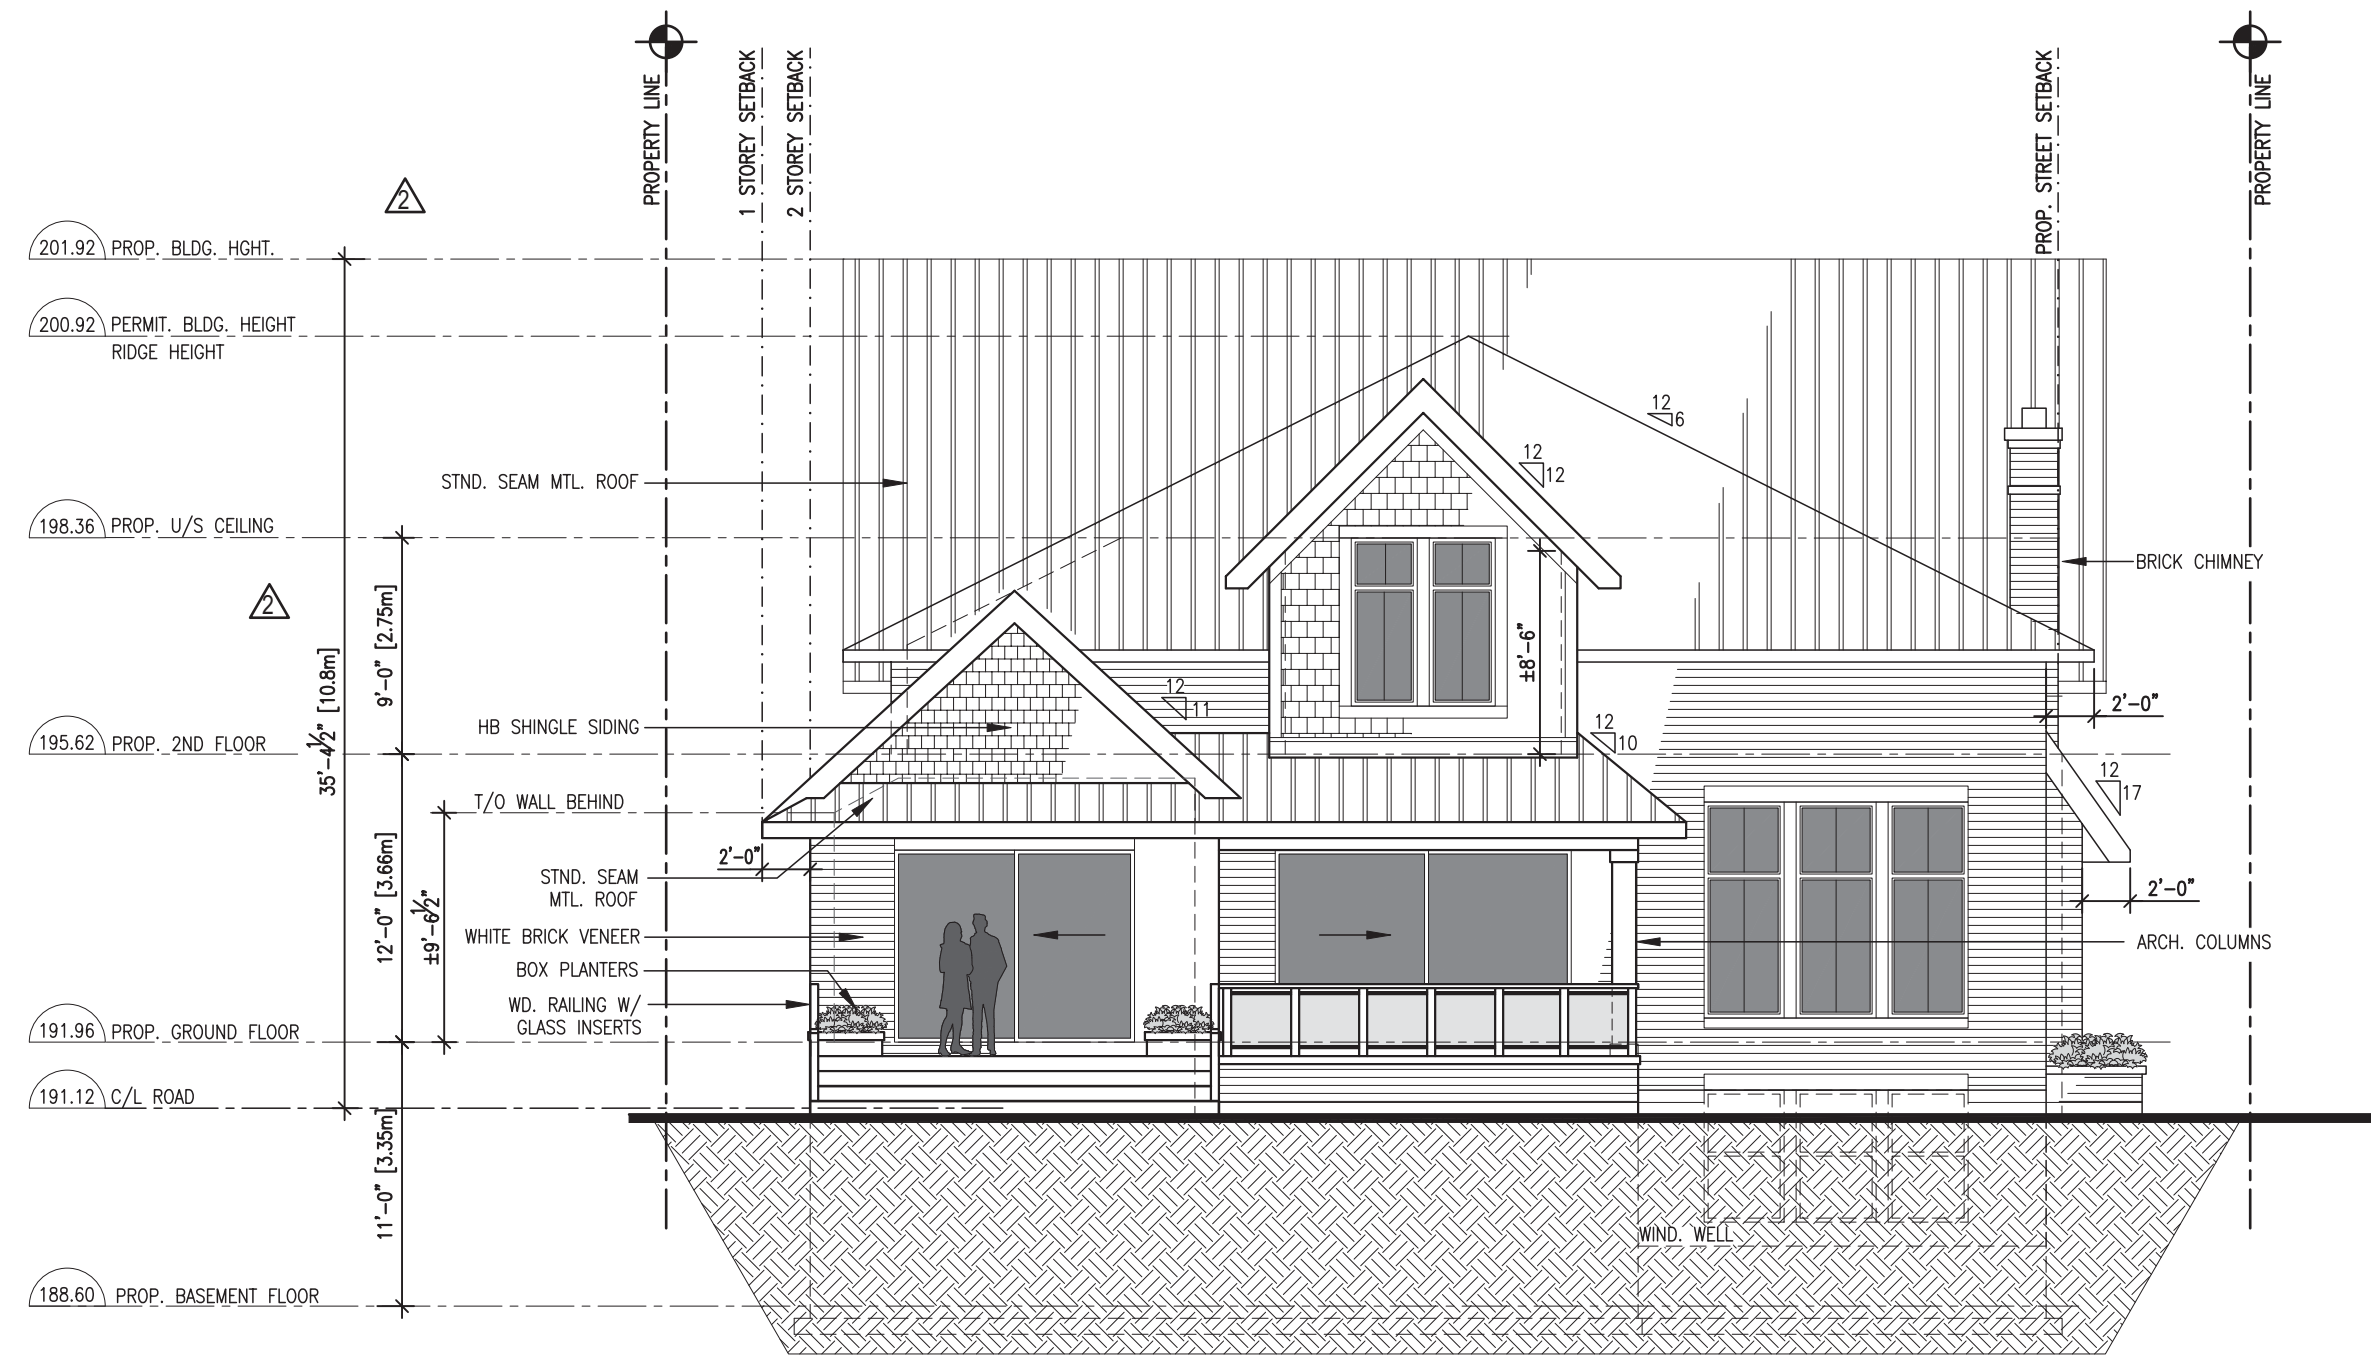 PROPERTY LINE
1 STOREY SETBACK
2 STOREY SETBACK
PROP. STREET SETBACK
PROPERTY LINE
2
201.92 PROP. BLDG. HGHT.
200.92 PERMIT. BLDG. HEIGHT
RIDGE HEIGHT
12
6
12
12
STND. SEAM MTL. ROOF
198.36 PROP. U/S CEILING
BRICK CHIMNEY
2
9'-0" [2.75m]
35'-4 1/2" [10.8m]
±8'-6"
12
11
2'-0"
HB SHINGLE SIDING
12
10
195.62 PROP. 2ND FLOOR
12
17
T/O WALL BEHIND
2'-0"
STND. SEAM
MTL. ROOF
2'-0"
12'-0" [3.66m]
±9'-6 1/2"
WHITE BRICK VENEER
ARCH. COLUMNS
BOX PLANTERS
WD. RAILING W/
GLASS INSERTS
191.96 PROP. GROUND FLOOR
191.12 C/L ROAD
11'-0" [3.35m]
WIND. WELL
188.60 PROP. BASEMENT FLOOR